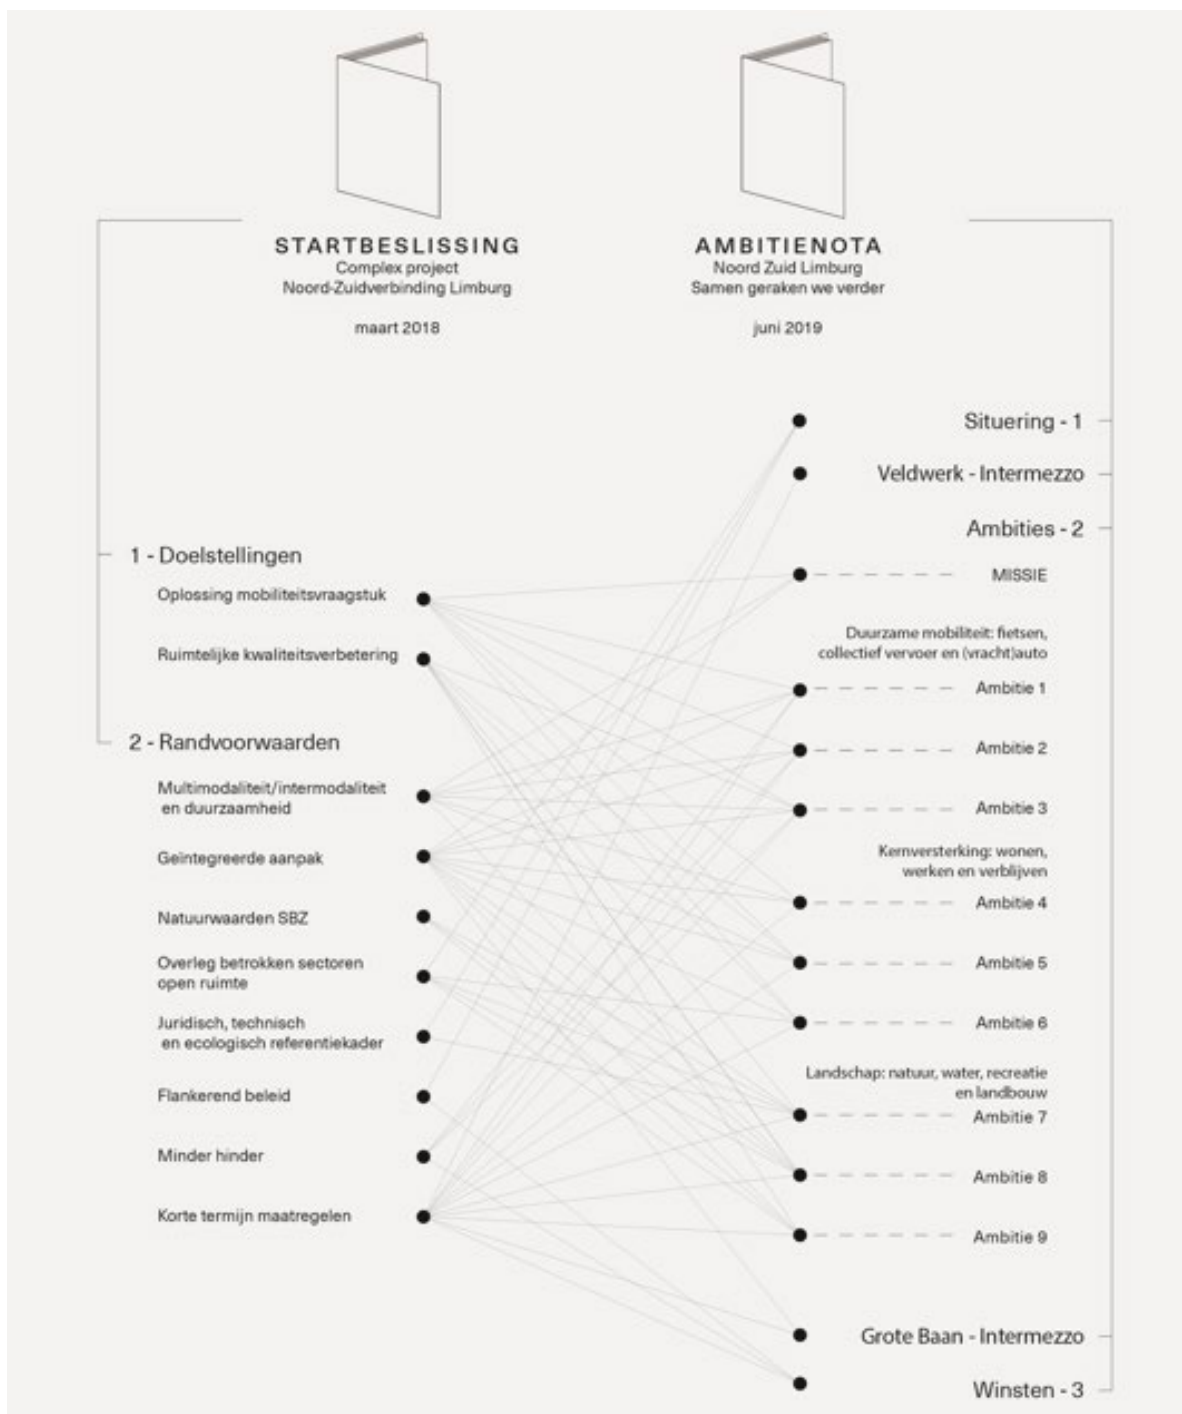 STARTBESLISSING
Complex project
Noord-Zuidverbinding Limburg
maart 2018
AMBITIENOTA
Noord Zuid Limburg
Samen geraken we verder
juni 2019
1 - Doelstellingen
Oplossing mobiliteitsvraagstuk
Ruimtelijke kwaliteitsverbetering
2 - Randvoorwaarden
Multimodaliteit/intermodaliteit
en duurzaamheid
Geïntegreerde aanpak
Natuurwaarden SBZ
Overleg betrokken sectoren
open ruimte
Juridisch, technisch
en ecologisch referentiekader
Flankerend beleid
Minder hinder
Korte termijn maatregelen
Situering - 1
Veldwerk - Intermezzo
Ambities - 2
MISSIE
Duurzame mobiliteit: fietsen,
collectief vervoer en (vracht)auto
Ambitie 1
Ambitie 2
Ambitie 3
Kernversterking: wonen,
werken en verblijven
Ambitie 4
Ambitie 5
Ambitie 6
Landschap: natuur, water, recreatie
en landbouw
Ambitie 7
Ambitie 8
Ambitie 9
Grote Baan - Intermezzo
Winsten - 3